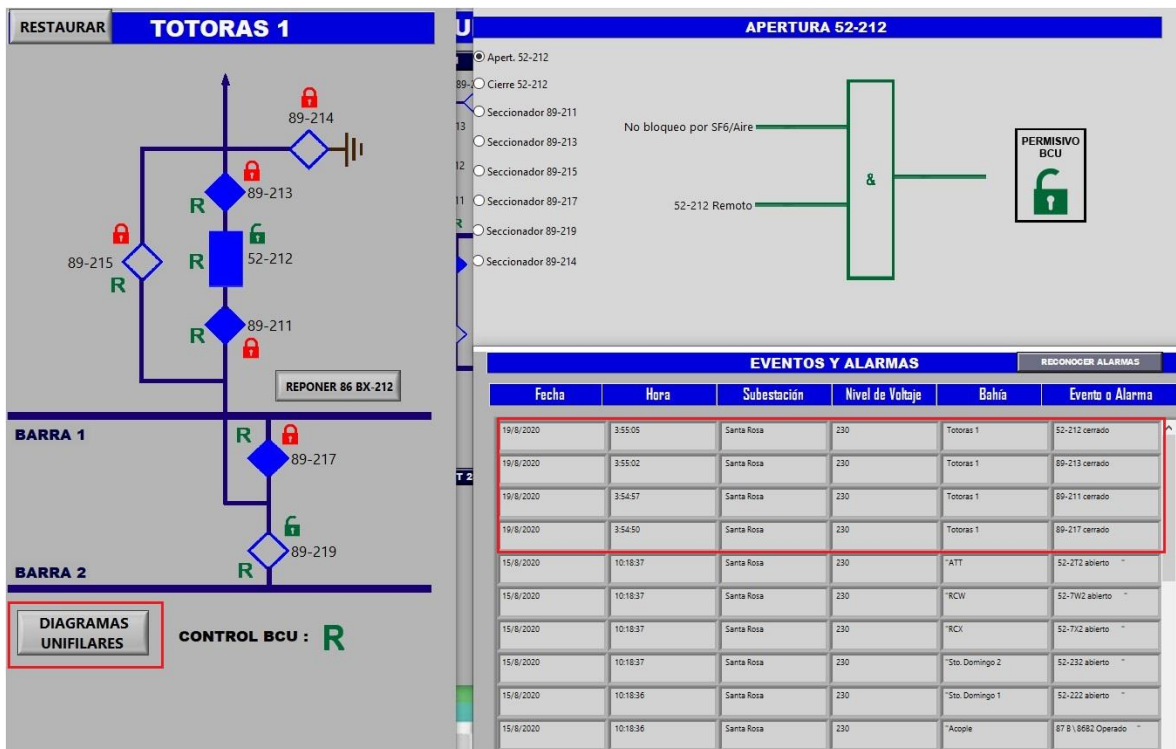 RESTAURAR
TOTORAS 1
89-214
89-213
R
52-212
R
89-215
R
89-211
R
REPONER 86 BX-212
BARRA 1
R
89-217
89-219
R
BARRA 2
DIAGRAMAS
UNIFILARES
CONTROL BCU : R
U
13
12
11
R
T 2
APERTURA 52-212
Apert. 52-212
Cierre 52-212
Seccionador 89-211
Seccionador 89-213
Seccionador 89-215
Seccionador 89-217
Seccionador 89-219
Seccionador 89-214
No bloqueo por SF6/Aire
52-212 Remoto
&
PERMISIVO
BCU
EVENTOS Y ALARMAS
RECONOCER ALARMAS
Fecha Hora Subestación Nivel de Voltaje Bahía Evento o Alarma
19/8/2020 3:55:05 Santa Rosa 230 Totoras 1 52-212 cerrado
19/8/2020 3:55:02 Santa Rosa 230 Totoras 1 89-213 cerrado
19/8/2020 3:54:57 Santa Rosa 230 Totoras 1 89-211 cerrado
19/8/2020 3:54:50 Santa Rosa 230 Totoras 1 89-217 cerrado
15/8/2020 10:18:37 Santa Rosa 230 "ATT 52-2T2 abierto "
15/8/2020 10:18:37 Santa Rosa 230 "RCW 52-7W2 abierto "
15/8/2020 10:18:37 Santa Rosa 230 "RCX 52-7X2 abierto "
15/8/2020 10:18:37 Santa Rosa 230 "Sto. Domingo 2 52-232 abierto "
15/8/2020 10:18:36 Santa Rosa 230 "Sto. Domingo 1 52-222 abierto "
15/8/2020 10:18:36 Santa Rosa 230 "Acople 87 B\86B2 Operado "